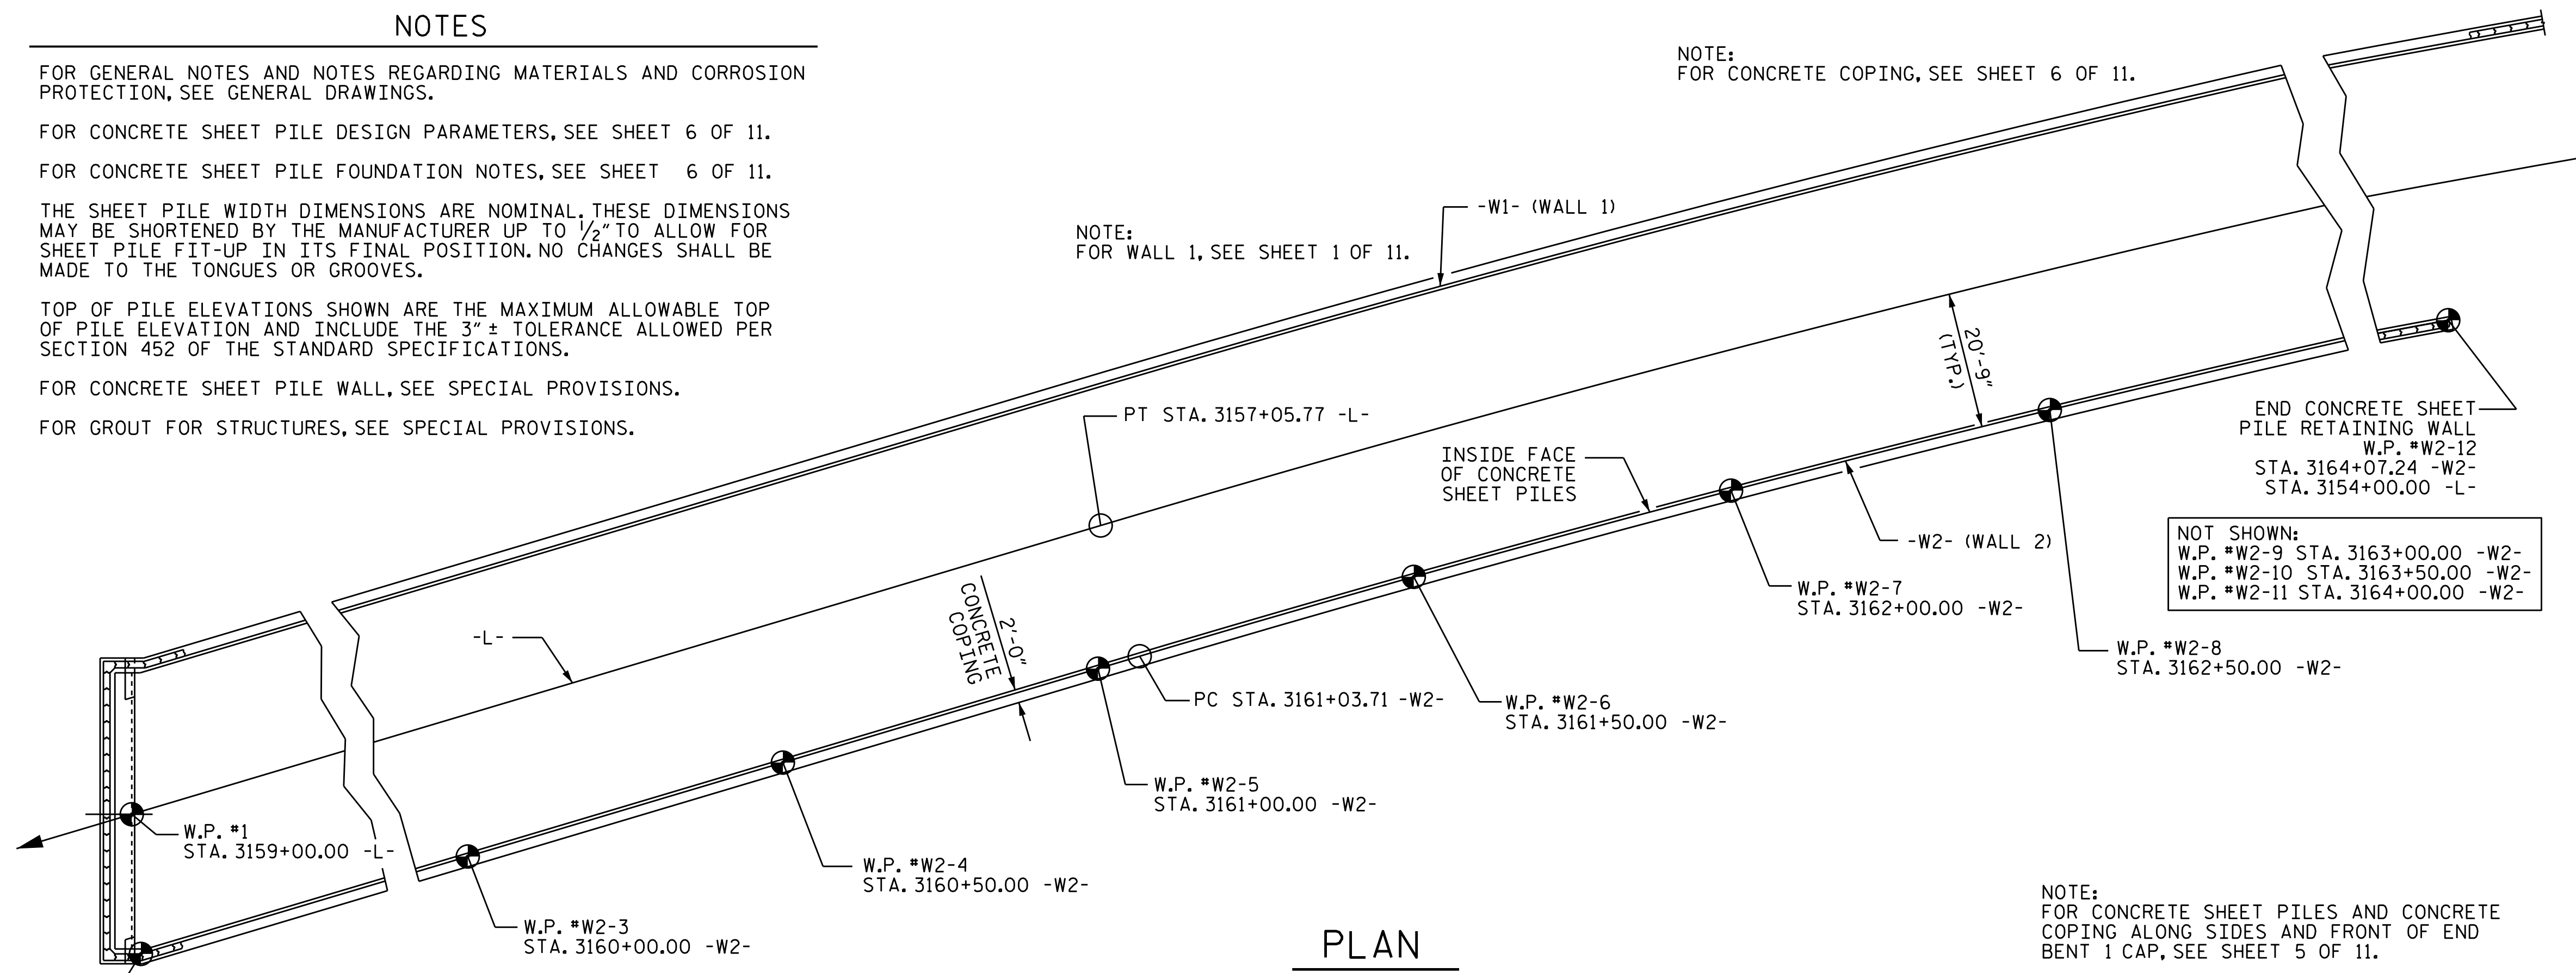 NOTES
FOR GENERAL NOTES AND NOTES REGARDING MATERIALS AND CORROSION
PROTECTION, SEE GENERAL DRAWINGS.
FOR CONCRETE SHEET PILE DESIGN PARAMETERS, SEE SHEET 6 OF 11.
FOR CONCRETE SHEET PILE FOUNDATION NOTES, SEE SHEET 6 OF 11.
THE SHEET PILE WIDTH DIMENSIONS ARE NOMINAL. THESE DIMENSIONS
MAY BE SHORTENED BY THE MANUFACTURER UP TO 1/2" TO ALLOW FOR
SHEET PILE FIT-UP IN ITS FINAL POSITION. NO CHANGES SHALL BE
MADE TO THE TONGUES OR GROOVES.
TOP OF PILE ELEVATIONS SHOWN ARE THE MAXIMUM ALLOWABLE TOP
OF PILE ELEVATION AND INCLUDE THE 3" ± TOLERANCE ALLOWED PER
SECTION 452 OF THE STANDARD SPECIFICATIONS.
FOR CONCRETE SHEET PILE WALL, SEE SPECIAL PROVISIONS.
FOR GROUT FOR STRUCTURES, SEE SPECIAL PROVISIONS.
NOTE:
FOR CONCRETE COPING, SEE SHEET 6 OF 11.
-W1- (WALL 1)
NOTE:
FOR WALL 1, SEE SHEET 1 OF 11.
20'-9"
(TYP.)
PT STA. 3157+05.77 -L-
INSIDE FACE
OF CONCRETE
SHEET PILES
END CONCRETE SHEET
PILE RETAINING WALL
W.P. #W2-12
STA. 3164+07.24 -W2-
STA. 3154+00.00 -L-
-W2- (WALL 2)
NOT SHOWN:
W.P. #W2-9 STA. 3163+00.00 -W2-
W.P. #W2-10 STA. 3163+50.00 -W2-
W.P. #W2-11 STA. 3164+00.00 -W2-
W.P. #W2-7
STA. 3162+00.00 -W2-
W.P. #W2-8
STA. 3162+50.00 -W2-
-L-
2'-0"
CONCRETE
COPING
PC STA. 3161+03.71 -W2-
W.P. #W2-6
STA. 3161+50.00 -W2-
W.P. #W2-5
STA. 3161+00.00 -W2-
W.P. #1
STA. 3159+00.00 -L-
W.P. #W2-4
STA. 3160+50.00 -W2-
W.P. #W2-3
STA. 3160+00.00 -W2-
PLAN
NOTE:
FOR CONCRETE SHEET PILES AND CONCRETE
COPING ALONG SIDES AND FRONT OF END
BENT 1 CAP, SEE SHEET 5 OF 11.